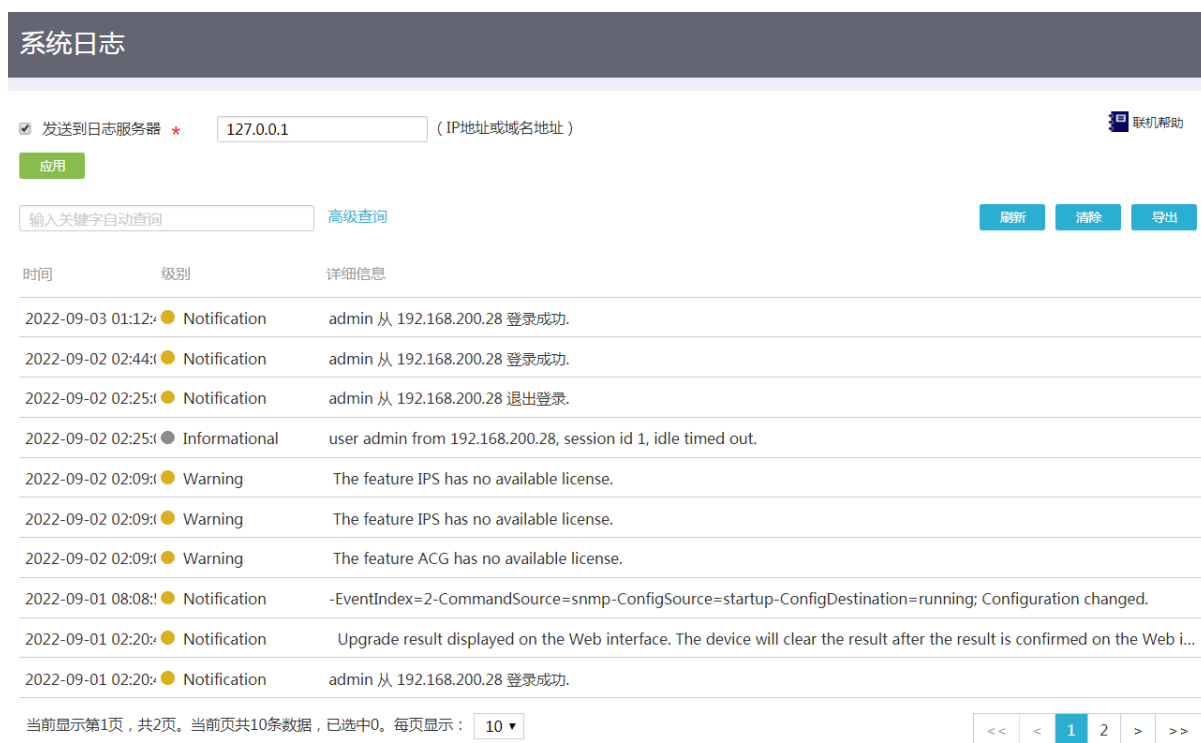 系统日志
发送到日志服务器 * 127.0.0.1 （IP地址或域名地址） 联机帮助
应用
输入关键字自动查询 高级查询 刷新 清除 导出
时间 级别 详细信息
2022-09-03 01:12: Notification admin 从 192.168.200.28 登录成功.
2022-09-02 02:44: Notification admin 从 192.168.200.28 登录成功.
2022-09-02 02:25: Notification admin 从 192.168.200.28 退出登录.
2022-09-02 02:25: Informational user admin from 192.168.200.28, session id 1, idle timed out.
2022-09-02 02:09: Warning The feature IPS has no available license.
2022-09-02 02:09: Warning The feature IPS has no available license.
2022-09-02 02:09: Warning The feature ACG has no available license.
2022-09-01 08:08: Notification -EventIndex=2-CommandSource=snmp-ConfigSource=startup-ConfigDestination=running; Configuration changed.
2022-09-01 02:20: Notification Upgrade result displayed on the Web interface. The device will clear the result after the result is confirmed on the Web i...
2022-09-01 02:20: Notification admin 从 192.168.200.28 登录成功.
当前显示第1页，共2页。当前页共10条数据，已选中0。每页显示： 10 << < 1 2 > >>